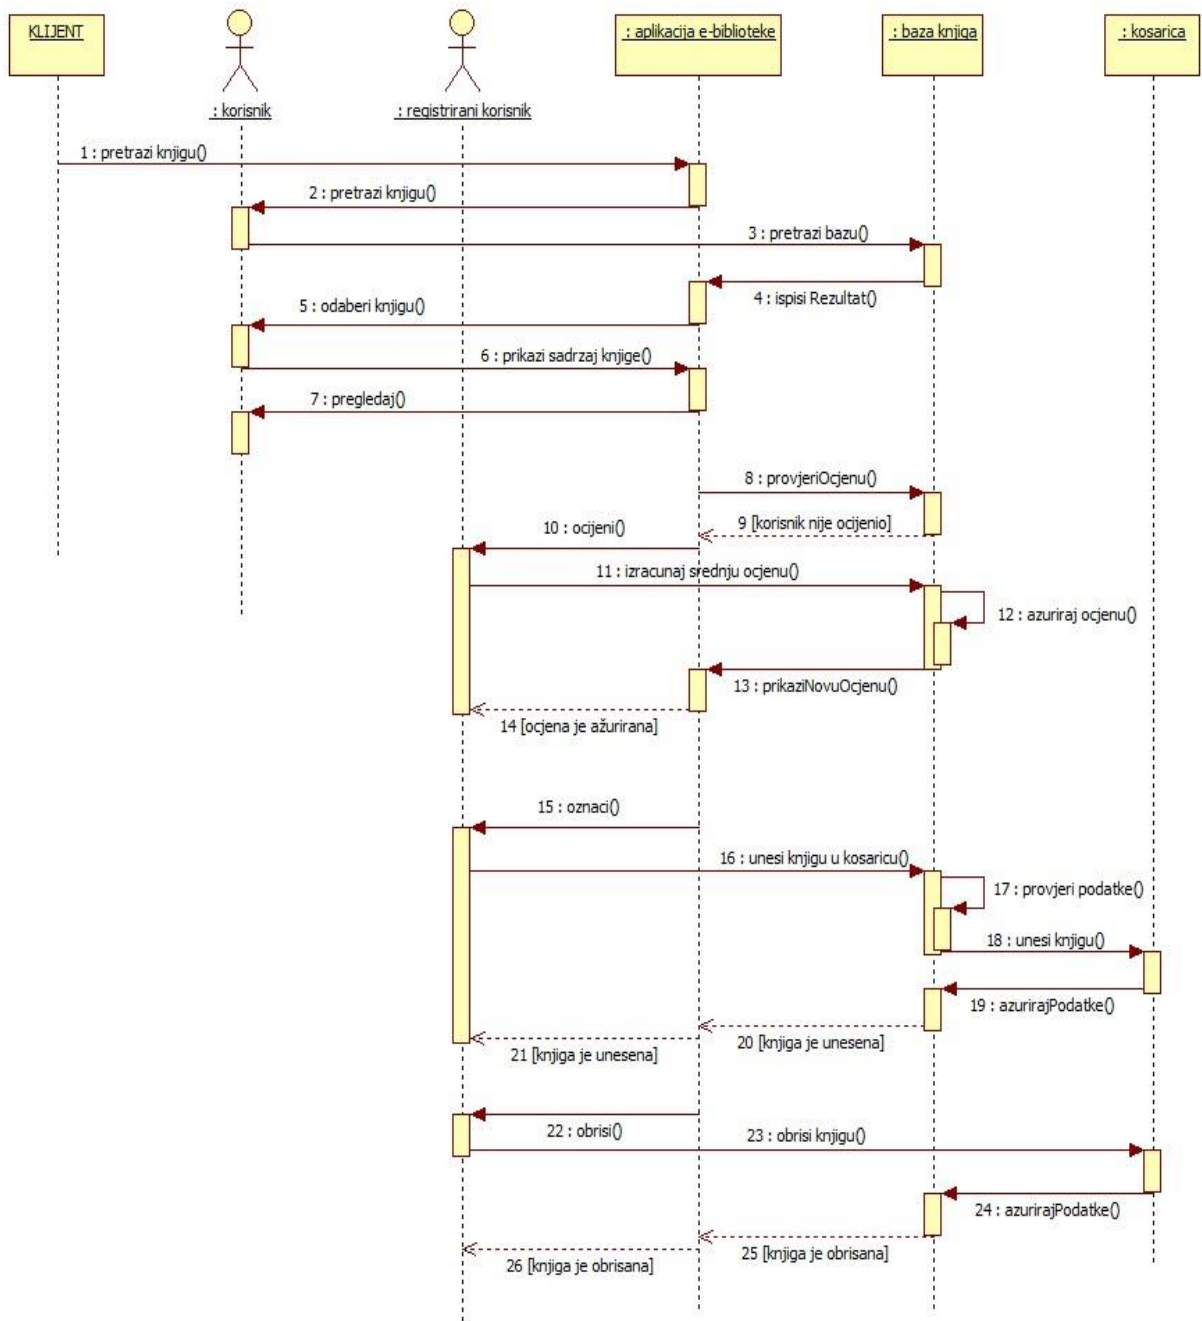 KLIJENT
: korisnik
: registrirani korisnik
: aplikacija e-biblioteke
: baza knjiga
: kosarica
1 : pretrazi knjigu()
2 : pretrazi knjigu()
3 : pretrazi bazu()
4 : ispisi Rezultat()
5 : odaberi knjigu()
6 : prikazi sadrzaj knjige()
7 : pregledaj()
8 : provjeriOcjenu()
9 [korisnik nije ocijenio]
10 : ocijeni()
11 : izracunaj srednju ocjenu()
12 : azuriraj ocjenu()
13 : prikaziNovuOcjenu()
14 [ocjena je ažurirana]
15 : oznaci()
16 : unesi knjigu u kosaricu()
17 : provjeri podatke()
18 : unesi knjigu()
19 : azurirajPodatke()
20 [knjiga je unesena]
21 [knjiga je unesena]
22 : obrisi()
23 : obrisi knjigu()
24 : azurirajPodatke()
25 [knjiga je obrisana]
26 [knjiga je obrisana]